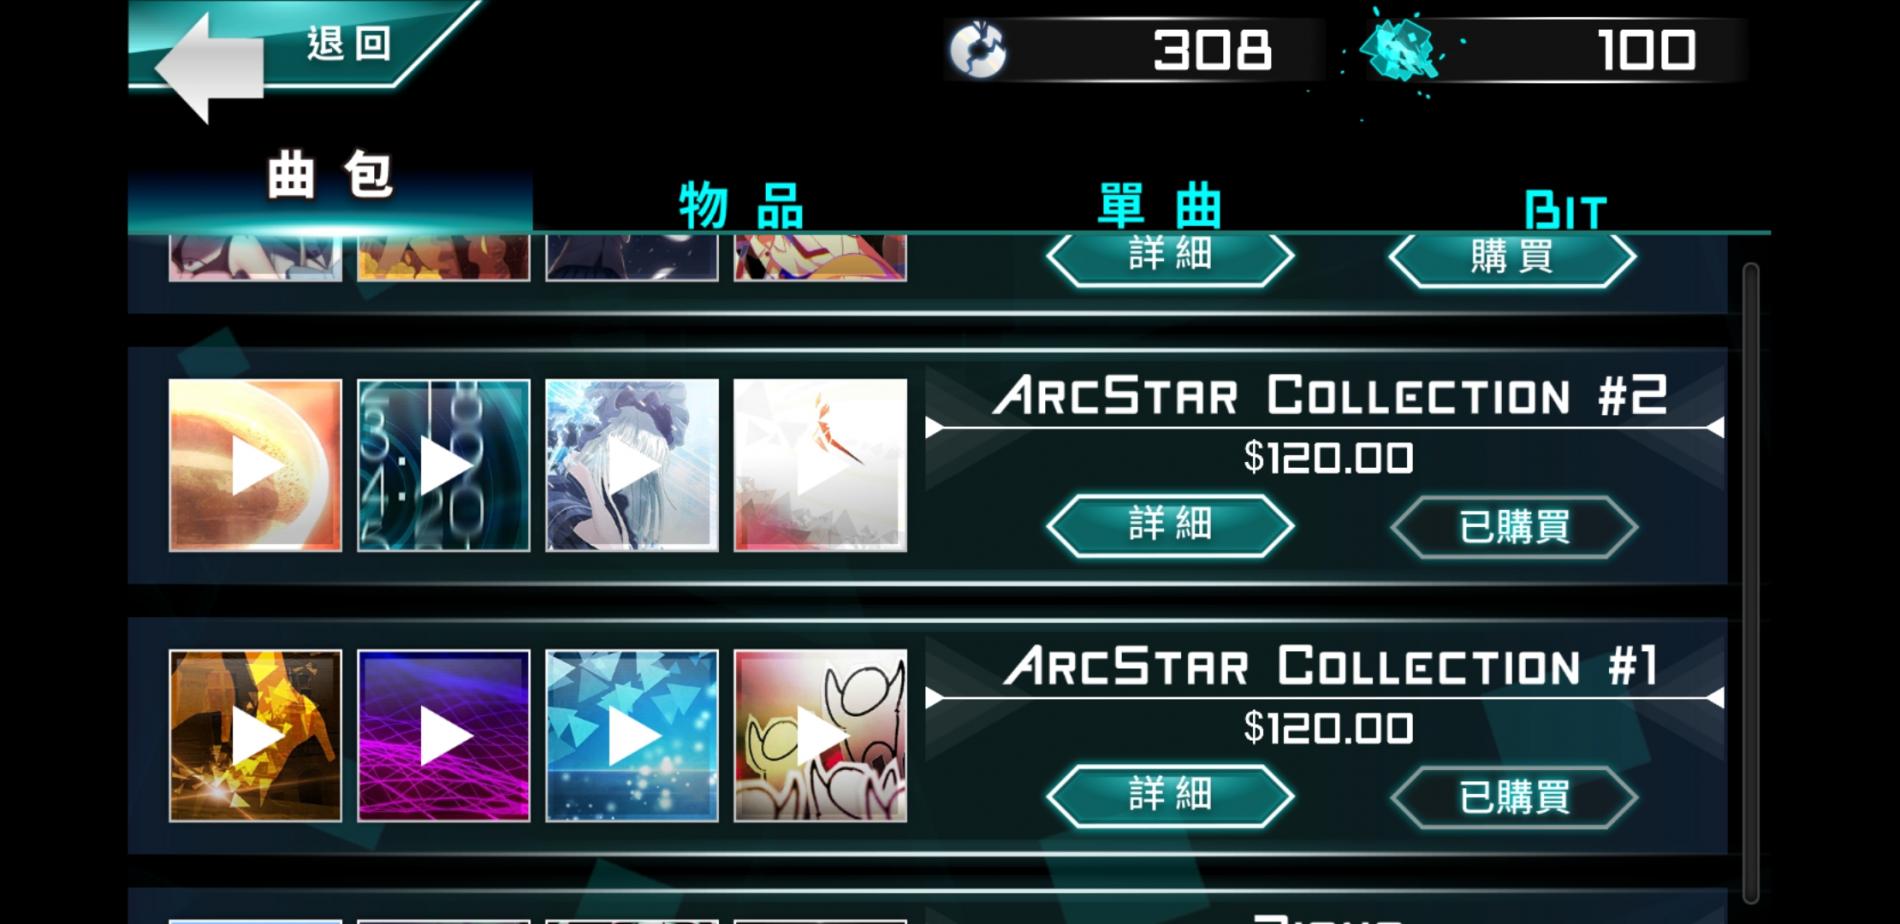 退回
308
100
曲包
物品
單曲
BIT
詳細
購買
ARCSTAR COLLECTION #2
$120.00
詳細
已購買
ARCSTAR COLLECTION #1
$120.00
詳細
已購買